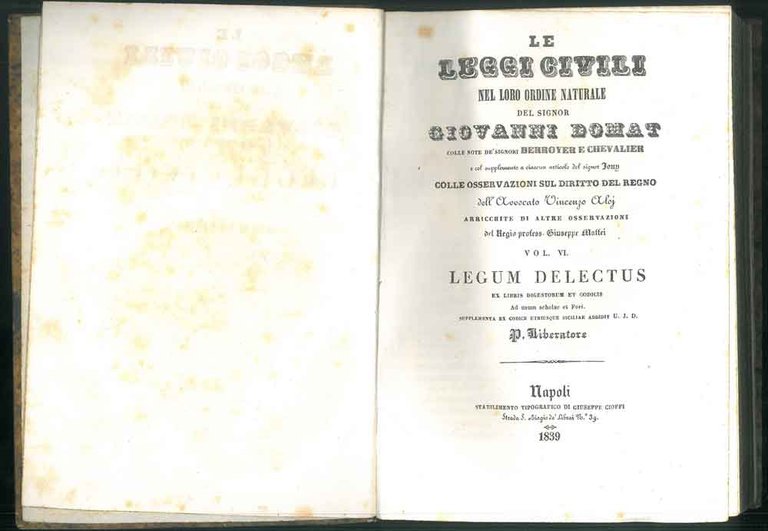 LE
LEGGI CIVILI
NEL LORO ORDINE NATURALE
DEL SIGNOR
GIOVANNI DOMAT
COLLE NOTE DE'SIGNORI BERROYER E CHEVALIER
e col supplemento a ciascun articolo del signor Jouy
COLLE OSSERVAZIONI SUL DIRITTO DEL REGNO
dell'Avvocato Vincenzo Aloj
ARRICCHITE DI ALTRE OSSERVAZIONI
del Regio profess. Giuseppe Mattei
VOL. VI.
LEGUM DELECTUS
EX LIBRIS DIGESTORUM ET CODICIS
Ad usum scholae et Fori.
SUPPLEMENTA EX CODICE UTRIUSQUE SICILIAE ADDIDIT U. J. D.
P. Liberatore
Napoli
STABILIMENTO TIPOGRAFICO DI GIUSEPPE CIOFFI
Strada S. Biagio de' Librai N.° 39.
1839